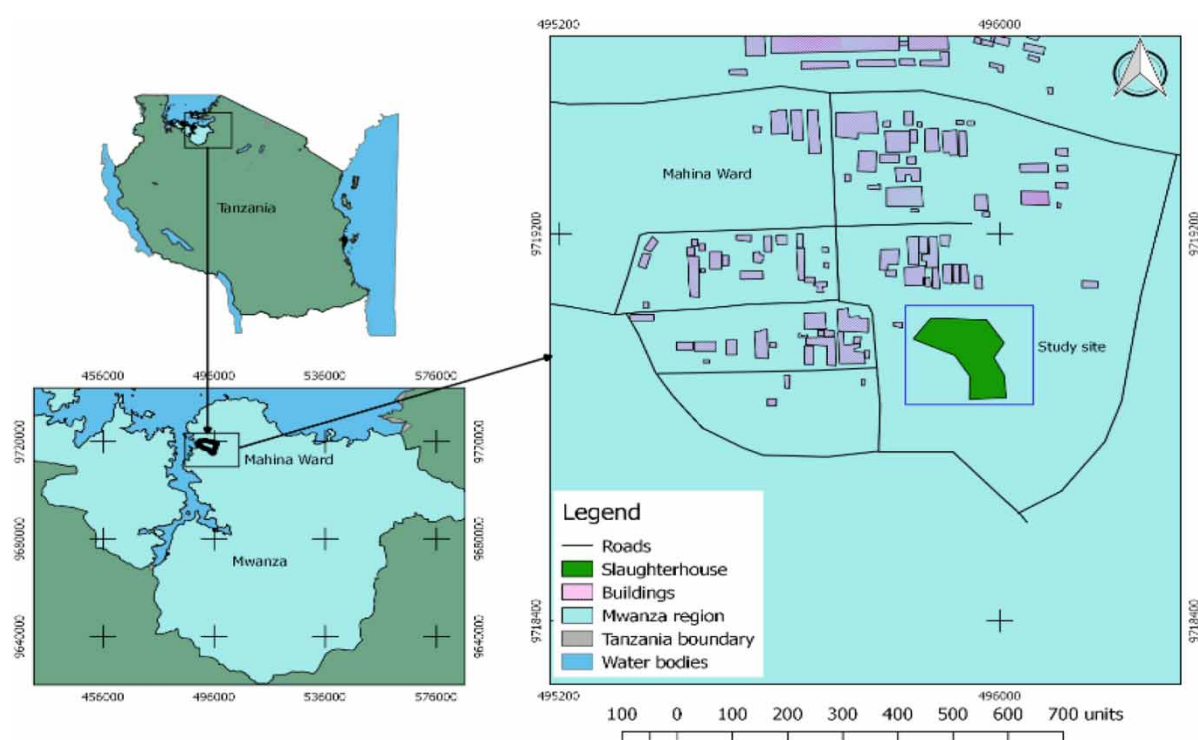 495200
496000
Mahina Ward
9719200
9719200
Study site
9718400
9718400
495200
496000
Tanzania
456000
496000
536000
576000
9720000
9770000
Mahina Ward
9680000
9680000
Mwanza
9640000
9640000
456000
496000
536000
576000
Legend
Roads
Slaughterhouse
Buildings
Mwanza region
Tanzania boundary
Water bodies
100 0 100 200 300 400 500 600 700 units